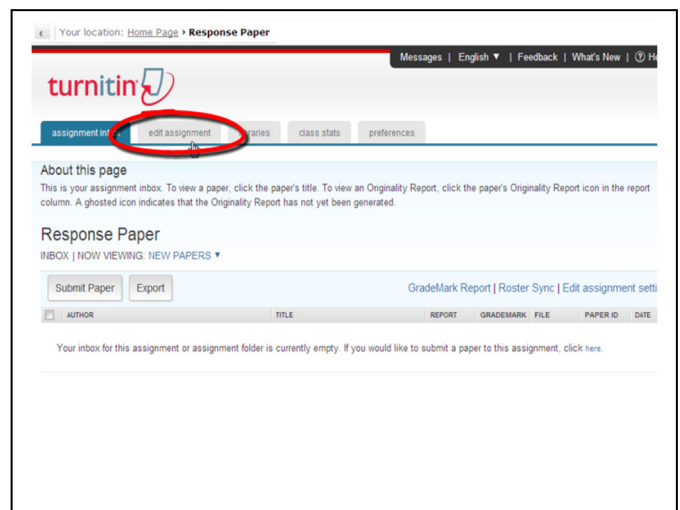 Your location: Home Page › Response Paper
Messages | English ▼ | Feedback | What's New | ? He
turnitin
assignment inbox edit assignment libraries class stats preferences
About this page
This is your assignment inbox. To view a paper, click the paper's title. To view an Originality Report, click the paper's Originality Report icon in the report
column. A ghosted icon indicates that the Originality Report has not yet been generated.
Response Paper
INBOX | NOW VIEWING: NEW PAPERS ▼
Submit Paper Export GradeMark Report | Roster Sync | Edit assignment setti
AUTHOR TITLE REPORT GRADEMARK FILE PAPER ID DATE
Your inbox for this assignment or assignment folder is currently empty. If you would like to submit a paper to this assignment, click here.